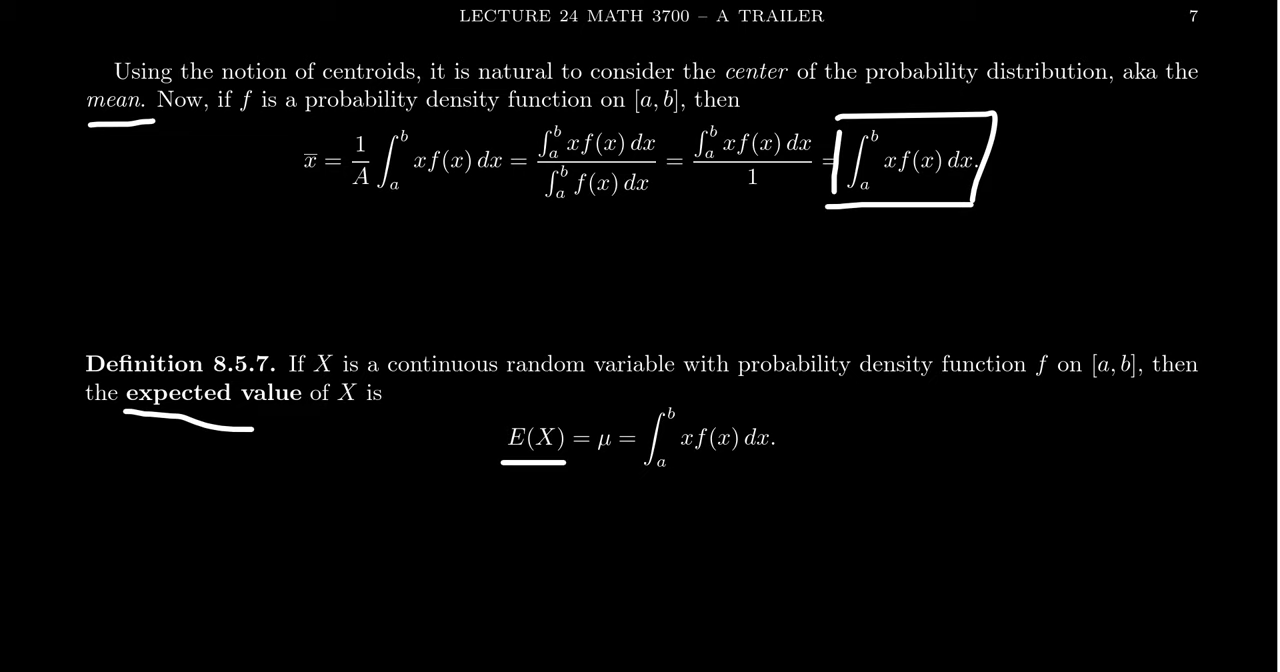 LECTURE 24 MATH 3700 – A TRAILER 7
Using the notion of centroids, it is natural to consider the center of the probability distribution, aka the
mean. Now, if f is a probability density function on [a, b], then
x̅ = 1/A ∫_a^b xf(x) dx = ∫_a^b xf(x) dx / ∫_a^b f(x) dx = ∫_a^b xf(x) dx / 1 = ∫_a^b xf(x) dx.
Definition 8.5.7. If X is a continuous random variable with probability density function f on [a, b], then
the expected value of X is
E(X) = μ = ∫_a^b xf(x) dx.